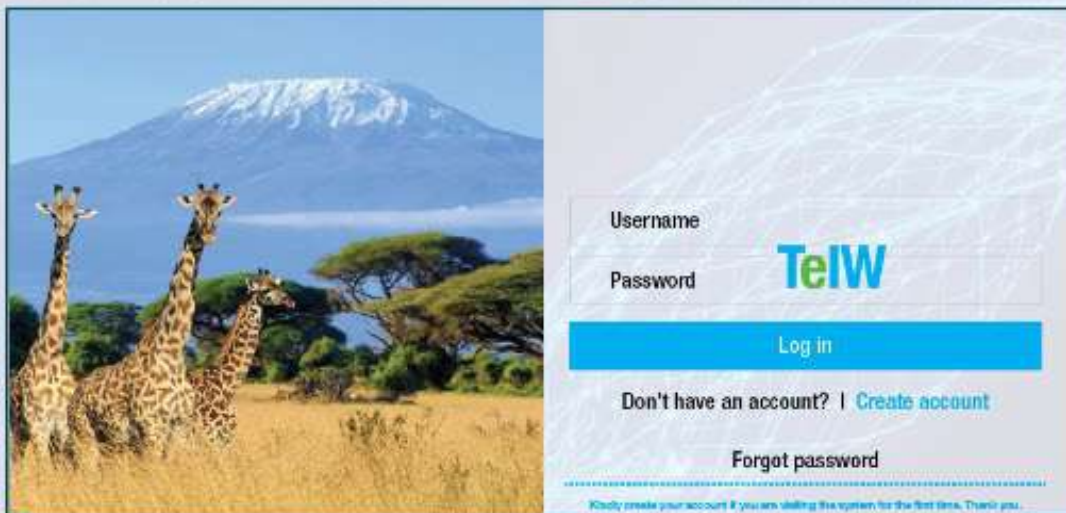 Username
TeIW
Password
Log in
Don't have an account? | Create account
Forgot password
Kindly create your account if you are visiting the system for the first time. Thank you.